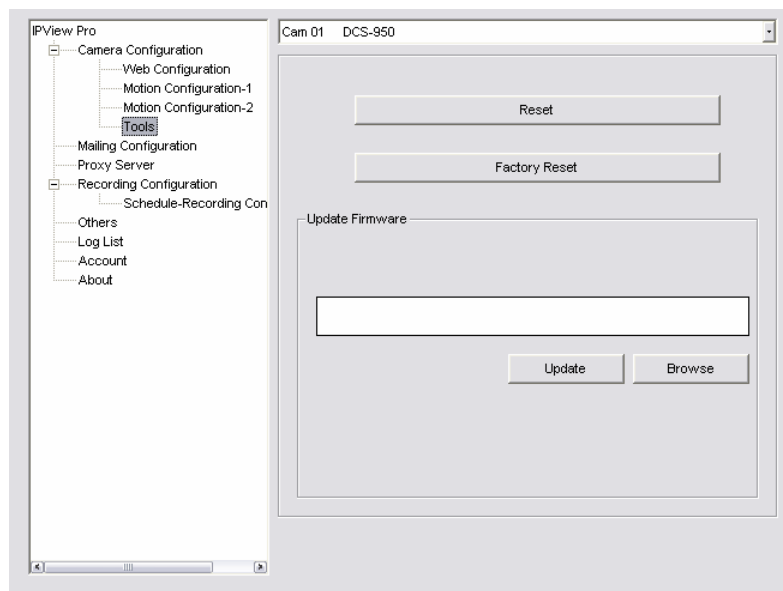 IPView Pro
Camera Configuration
Web Configuration
Motion Configuration-1
Motion Configuration-2
Tools
Mailing Configuration
Proxy Server
Recording Configuration
Schedule-Recording Con
Others
Log List
Account
About
Cam 01 DCS-950
Reset
Factory Reset
Update Firmware
Update Browse